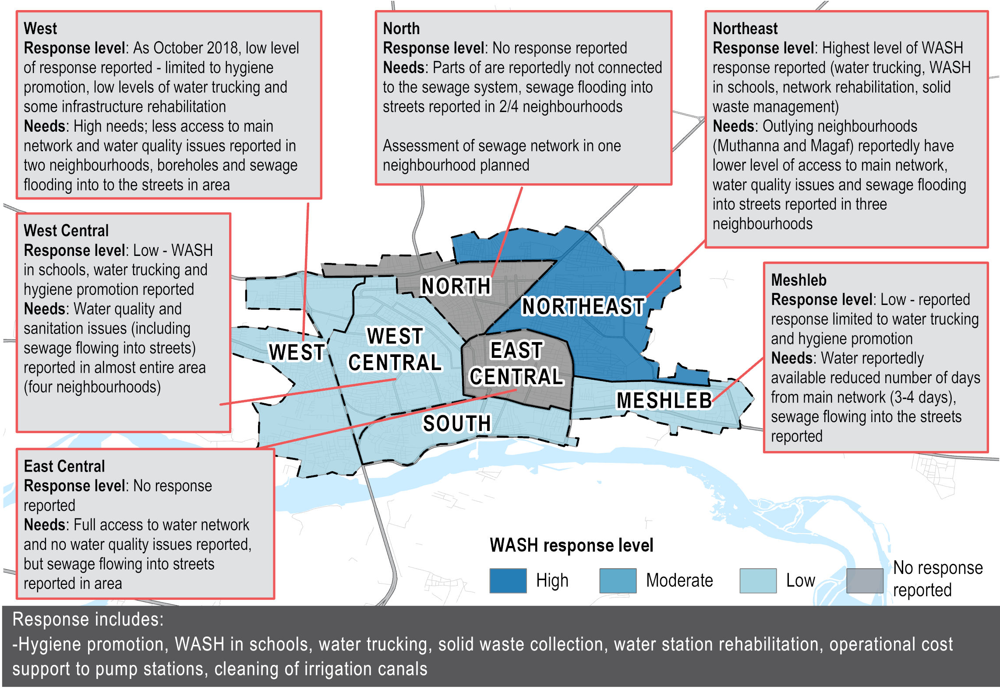 West
Response level: As October 2018, low level
of response reported - limited to hygiene
promotion, low levels of water trucking and
some infrastructure rehabilitation
Needs: High needs; less access to main
network and water quality issues reported in
two neighbourhoods, boreholes and sewage
flooding into to the streets in area
North
Response level: No response reported
Needs: Parts of are reportedly not connected
to the sewage system, sewage flooding into
streets reported in 2/4 neighbourhoods
Assessment of sewage network in one
neighbourhood planned
Northeast
Response level: Highest level of WASH
response reported (water trucking, WASH
in schools, network rehabilitation, solid
waste management)
Needs: Outlying neighbourhoods
(Muthanna and Magaf) reportedly have
lower level of access to main network,
water quality issues and sewage flooding
into streets reported in three
neighbourhoods
West Central
Response level: Low - WASH
in schools, water trucking and
hygiene promotion reported
Needs: Water quality and
sanitation issues (including
sewage flowing into streets)
reported in almost entire area
(four neighbourhoods)
Meshleb
Response level: Low - reported
response limited to water trucking
and hygiene promotion
Needs: Water reportedly
available reduced number of days
from main network (3-4 days),
sewage flowing into the streets
reported
East Central
Response level: No response
reported
Needs: Full access to water network
and no water quality issues reported,
but sewage flowing into streets
reported in area
NORTH
NORTHEAST
WEST
WEST
CENTRAL
EAST
CENTRAL
MESHLEB
SOUTH
WASH response level
High
Moderate
Low
No response
reported
Response includes:
-Hygiene promotion, WASH in schools, water trucking, solid waste collection, water station rehabilitation, operational cost
support to pump stations, cleaning of irrigation canals